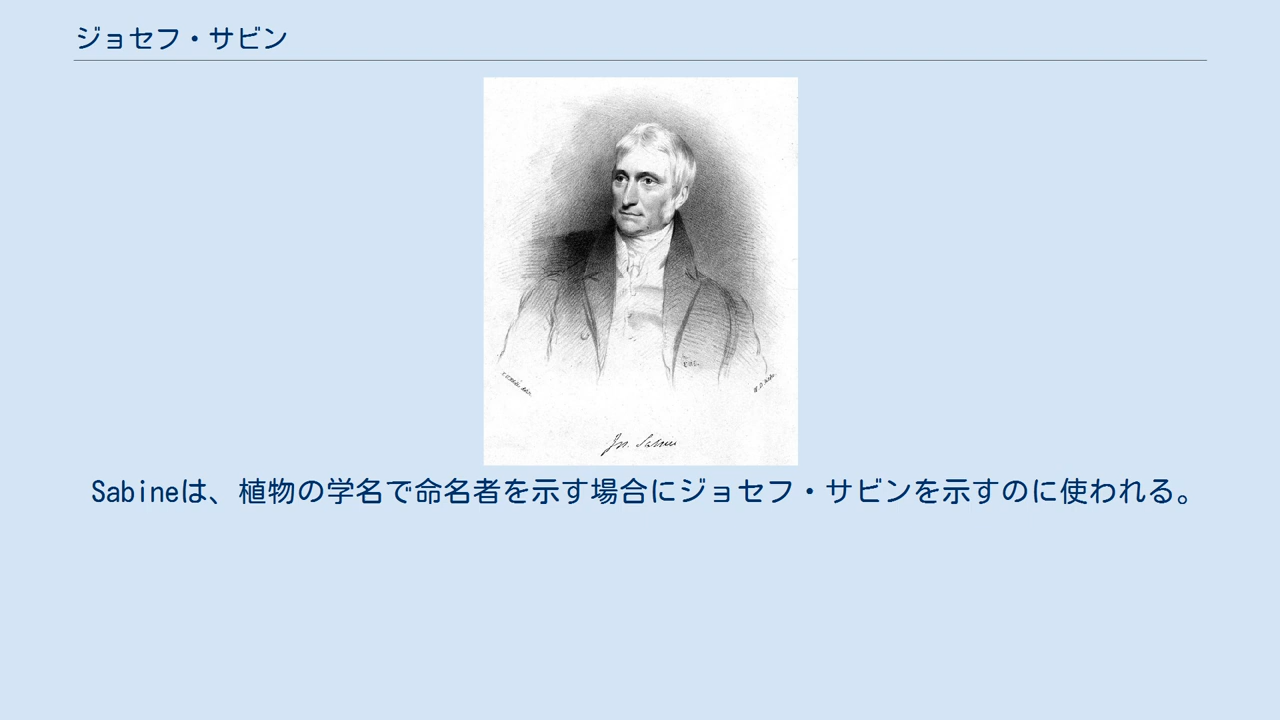 ジョセフ・サビン
Jos. Sabine
Sabineは、植物の学名で命名者を示す場合にジョセフ・サビンを示すのに使われる。